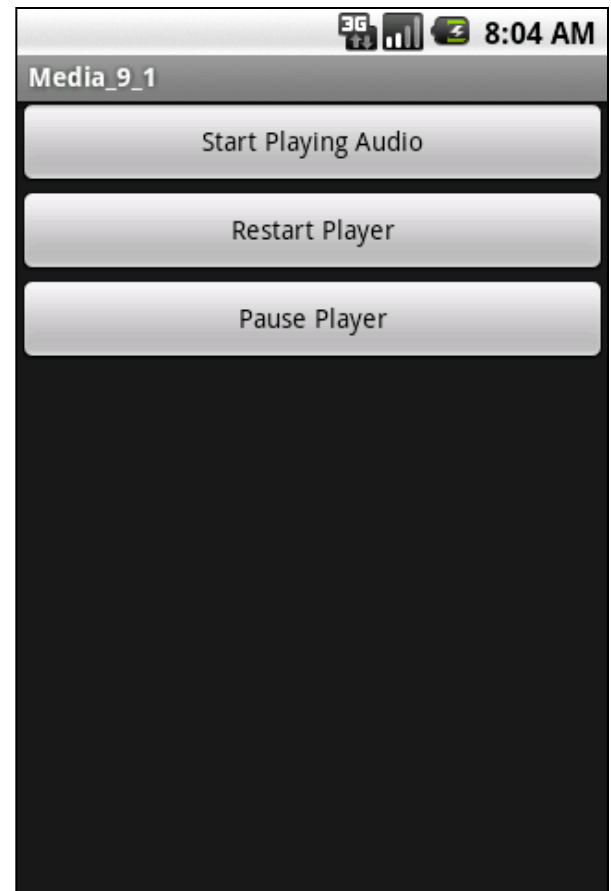 3G 8:04 AM
Media_9_1
Start Playing Audio
Restart Player
Pause Player